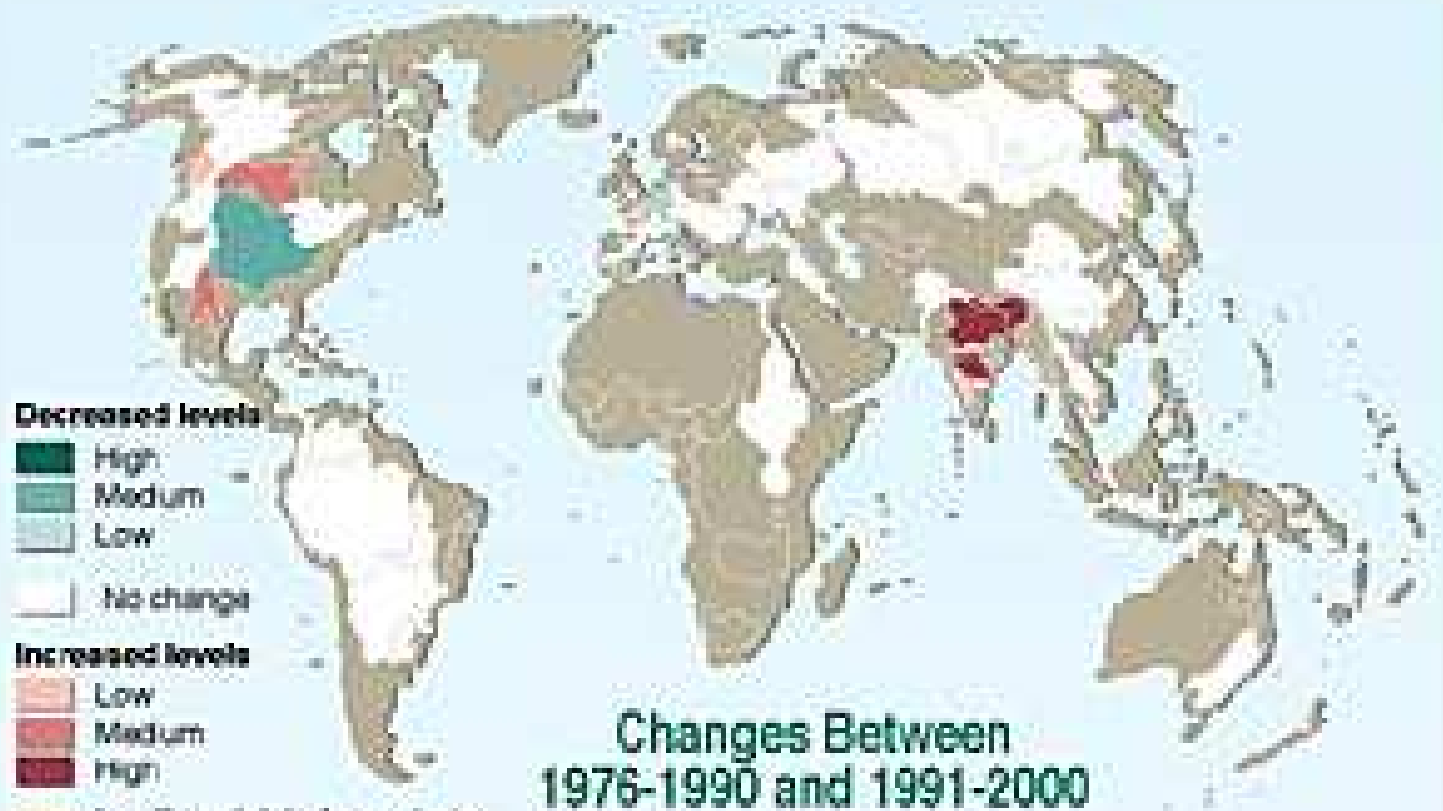 Decreased levels
High
Medium
Low
No change
Increased levels
Low
Medium
High
Changes Between
1976-1990 and 1991-2000